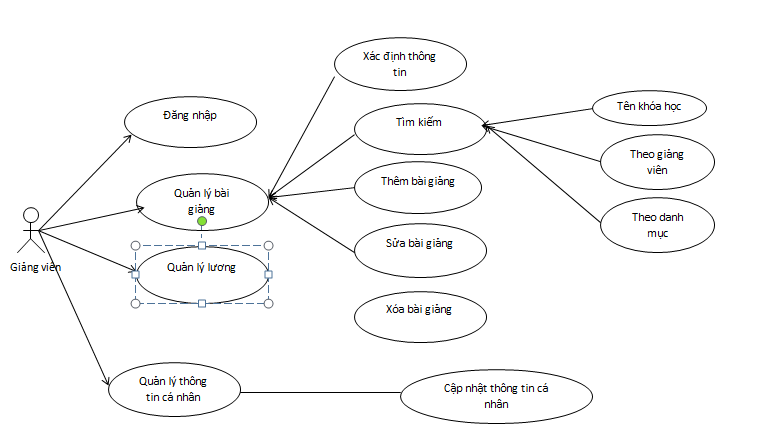 Xác định thông
tin
Đăng nhập
Tìm kiếm
Tên khóa học
Theo giảng
viên
Quản lý bài
giảng
Thêm bài giảng
Theo danh
mục
Sửa bài giảng
Giảng viên
Quản lý lương
Xóa bài giảng
Quản lý thông
tin cá nhân
Cập nhật thông tin cá
nhân